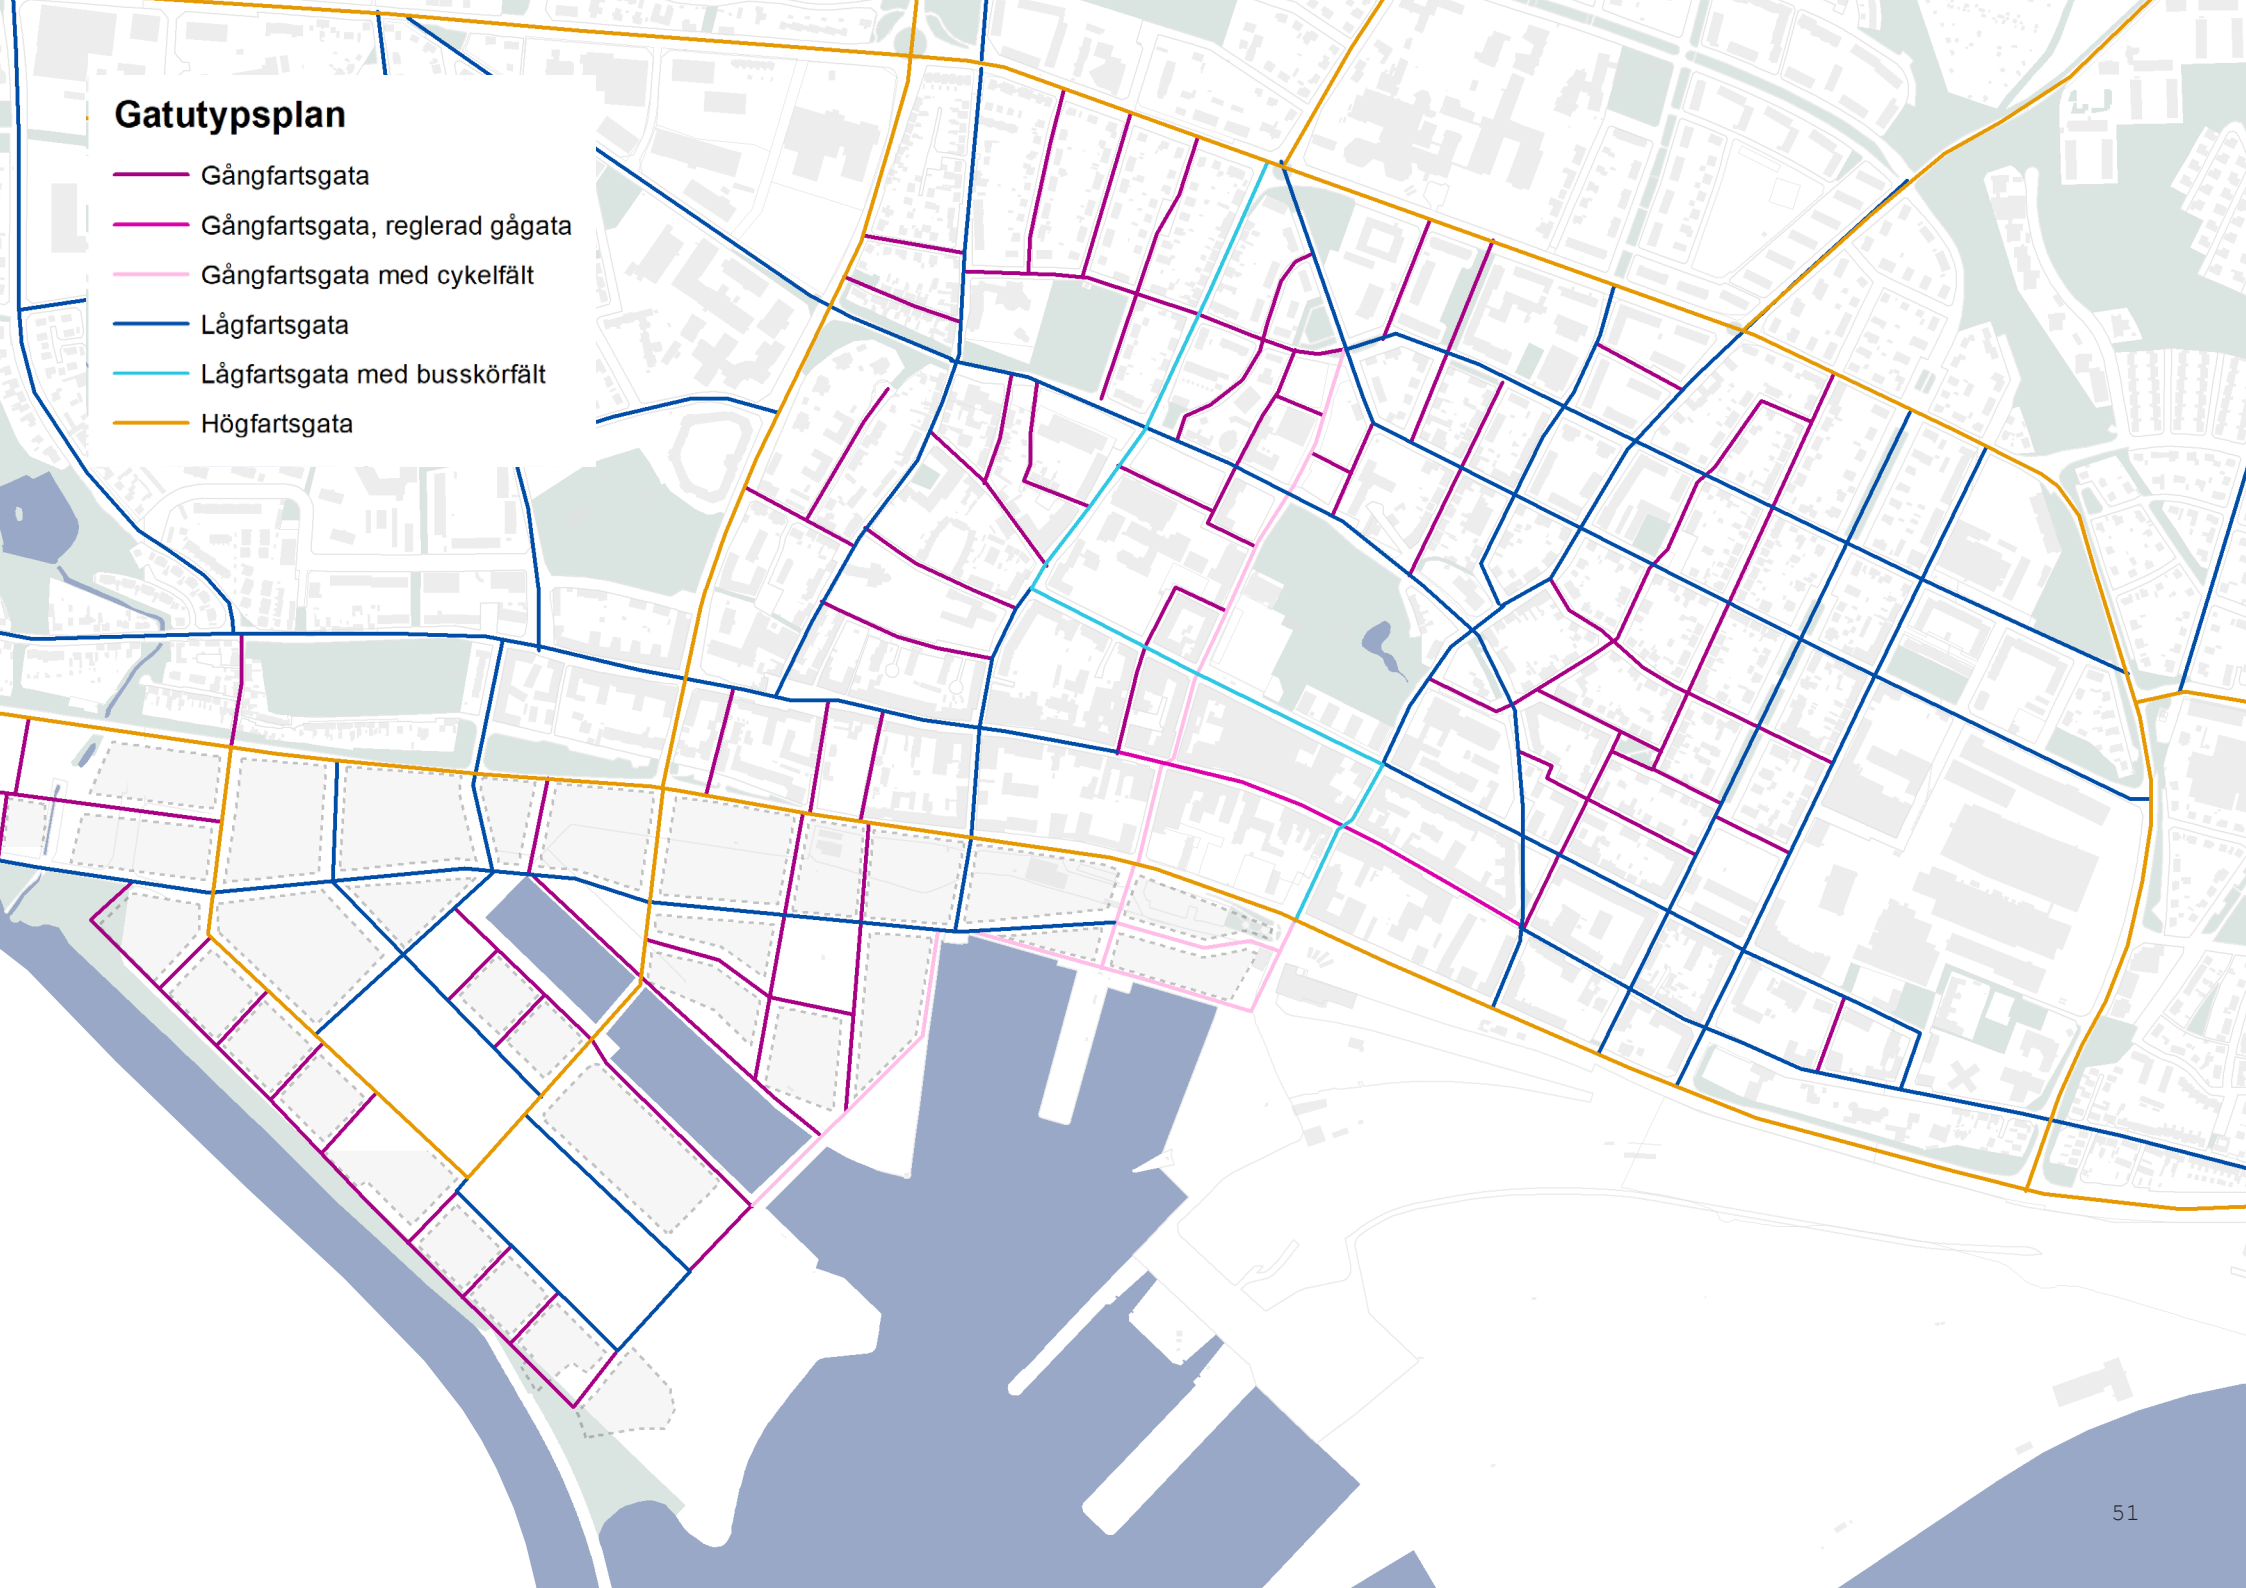 Gatutypsplan
Gångfartsgata
Gångfartsgata, reglerad gågata
Gångfartsgata med cykelfält
Lågfartsgata
Lågfartsgata med busskörfält
Högfartsgata
51